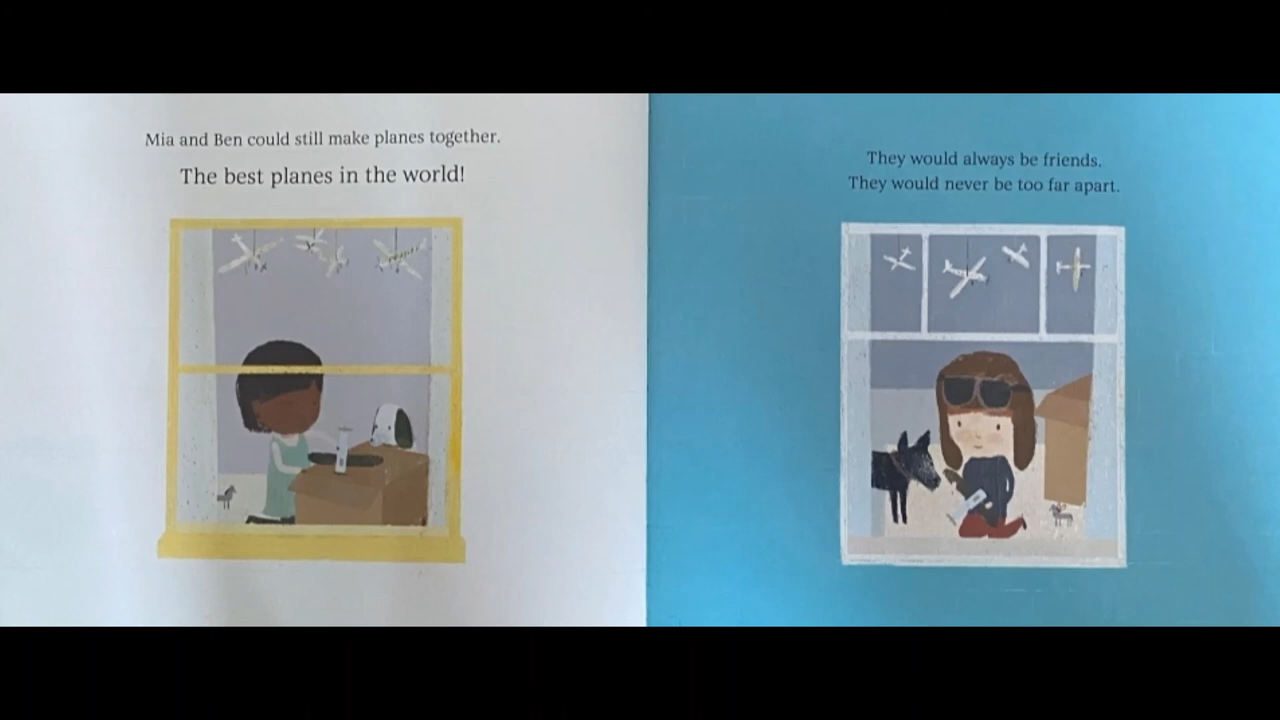 Mia and Ben could still make planes together.
The best planes in the world!
They would always be friends.
They would never be too far apart.